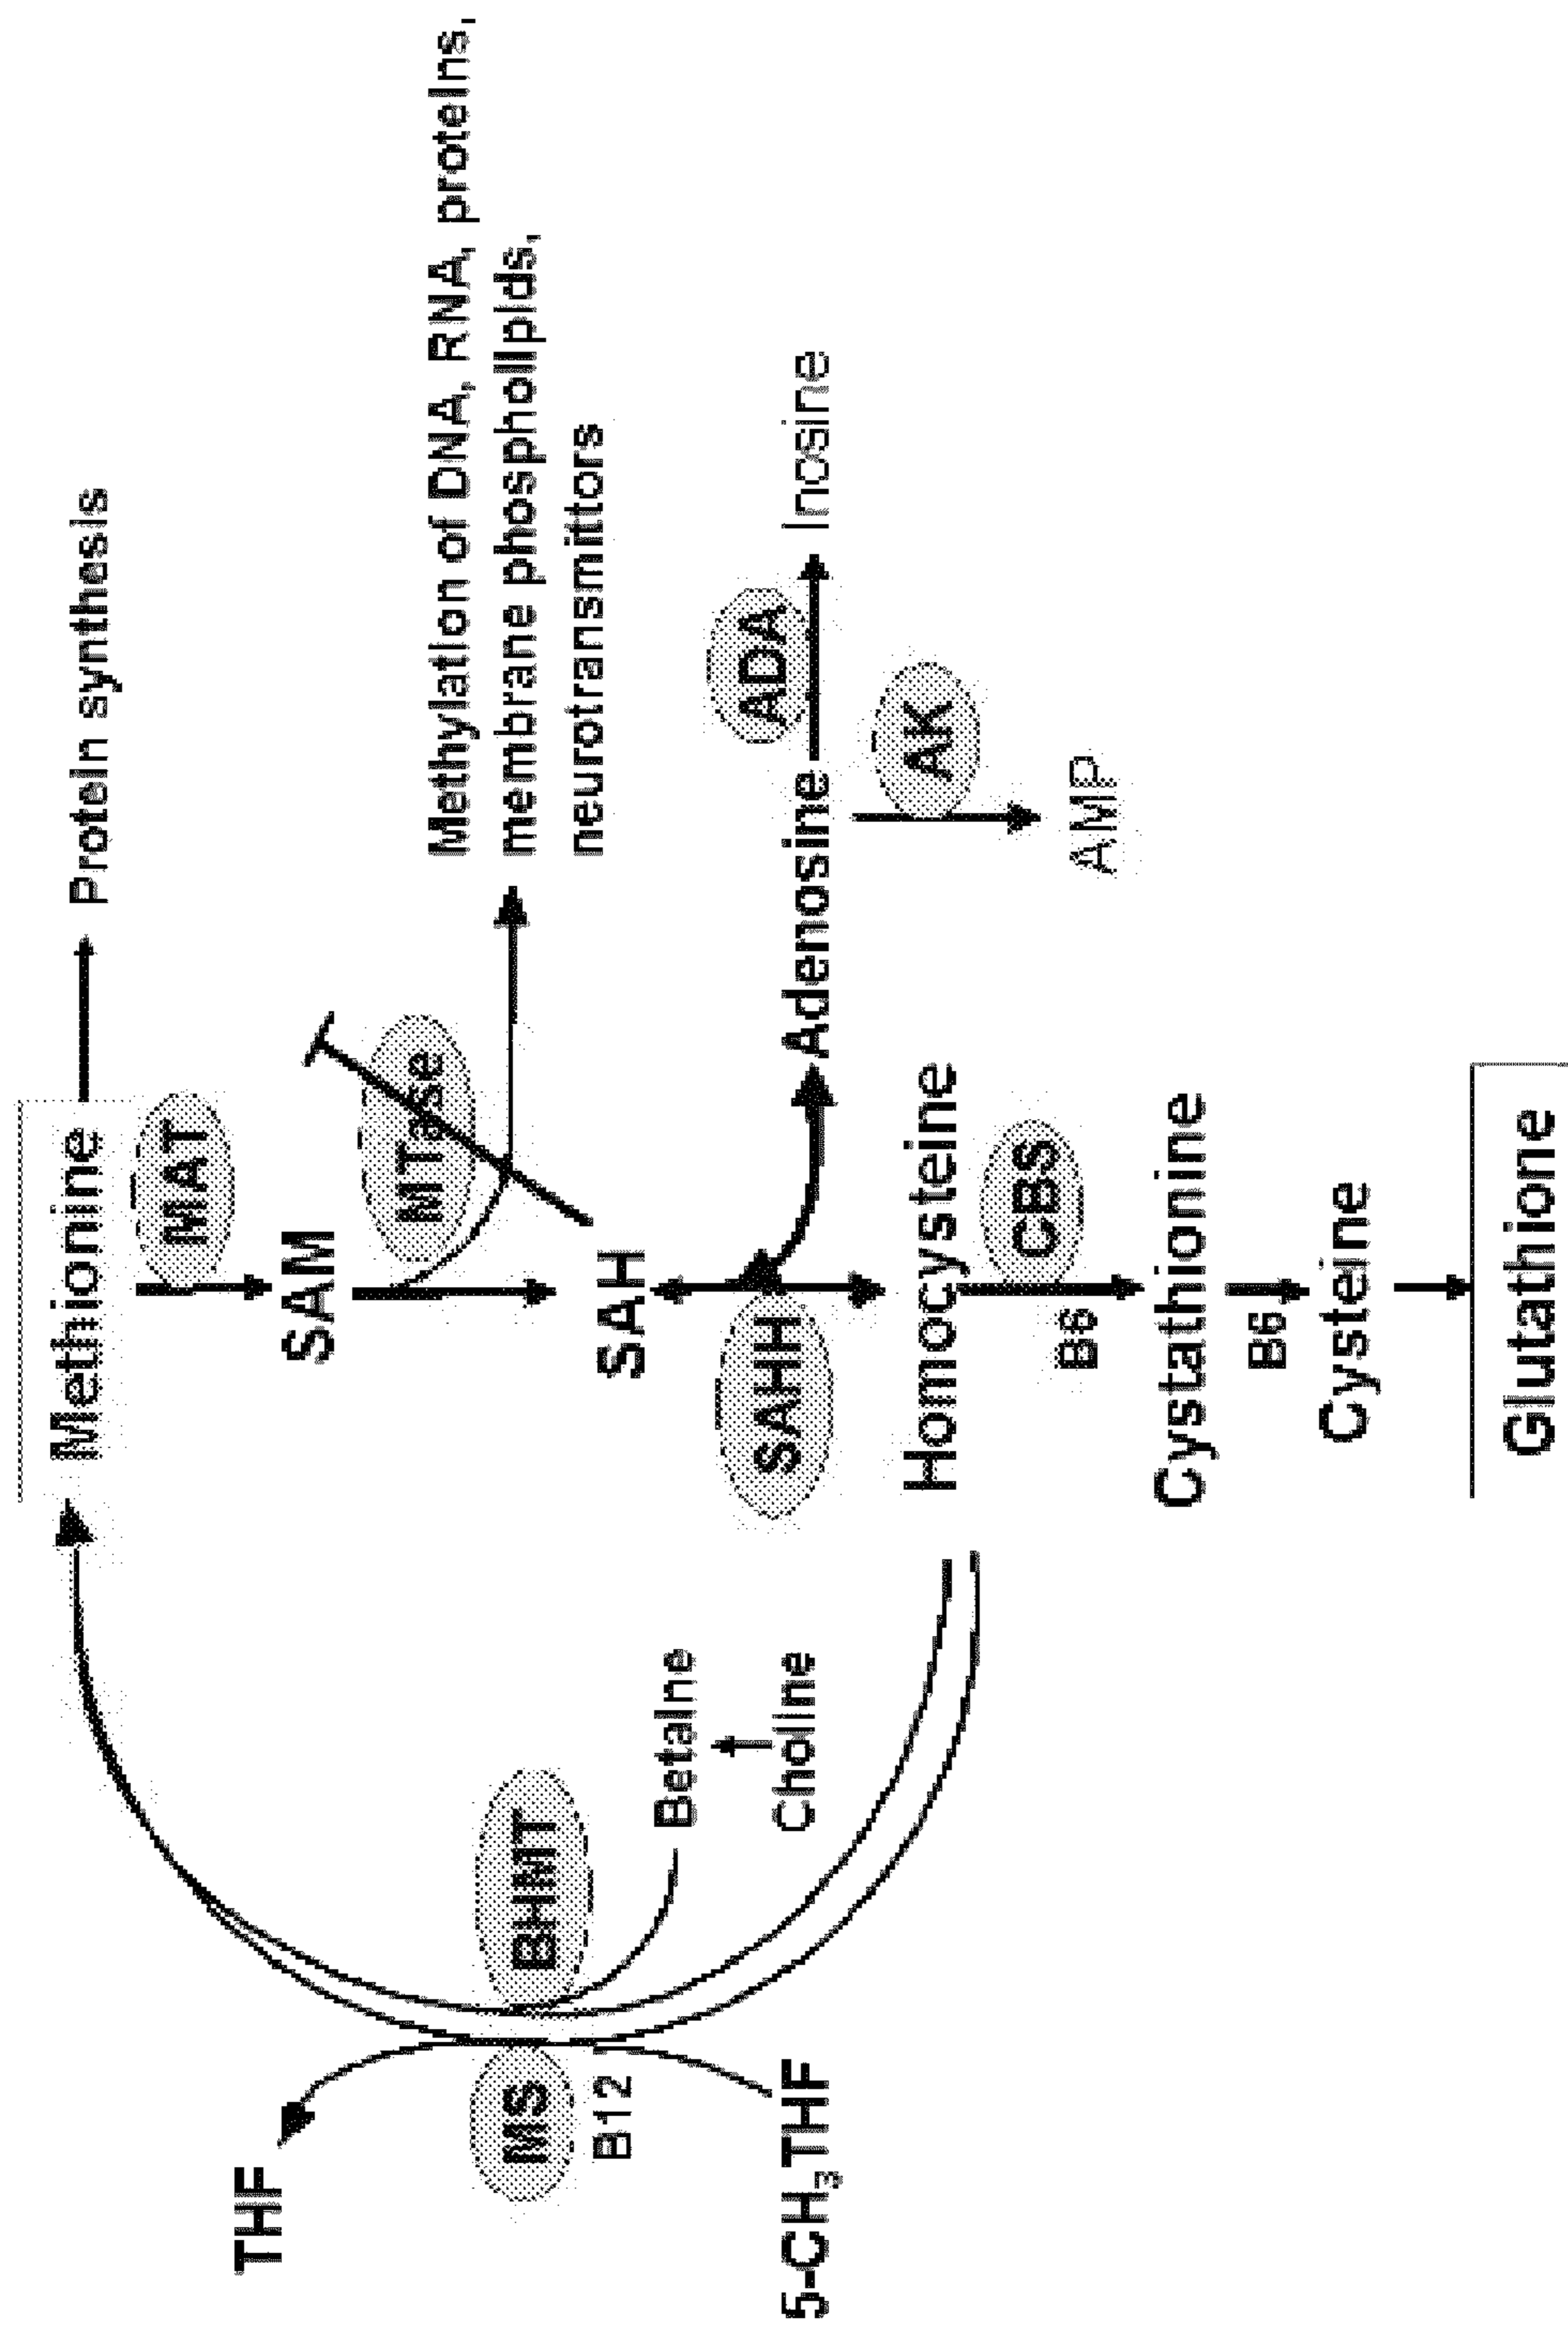 Methionine
Protein synthesis
MAT
SAM
MTase
Methylation of DNA, RNA, proteins,
membrane phospholipids,
neurotransmittors
SAH
SAHH
Adenosine
ADA
Inosine
AK
AMP
Homocysteine
CBS
B6
Cystathionine
B6
Cysteine
Glutathione
THF
MS
B12
BHMT
Betaine
Choline
5-CH₃THF